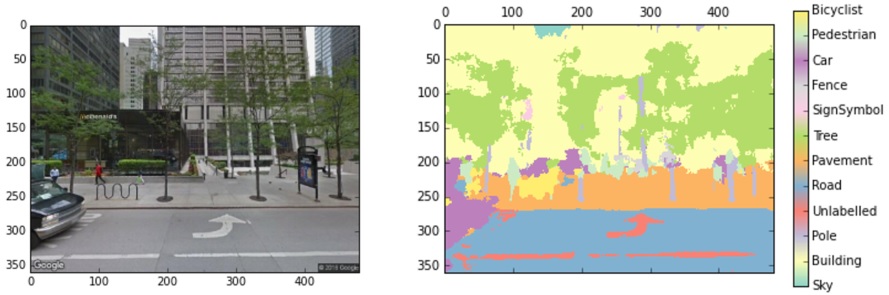 0
100
200
300
400
0
50
100
150
200
250
300
350
McDonald's
Google
© 2015 Google
0
100
200
300
400
0
50
100
150
200
250
300
350
Bicyclist
Pedestrian
Car
Fence
SignSymbol
Tree
Pavement
Road
Unlabelled
Pole
Building
Sky